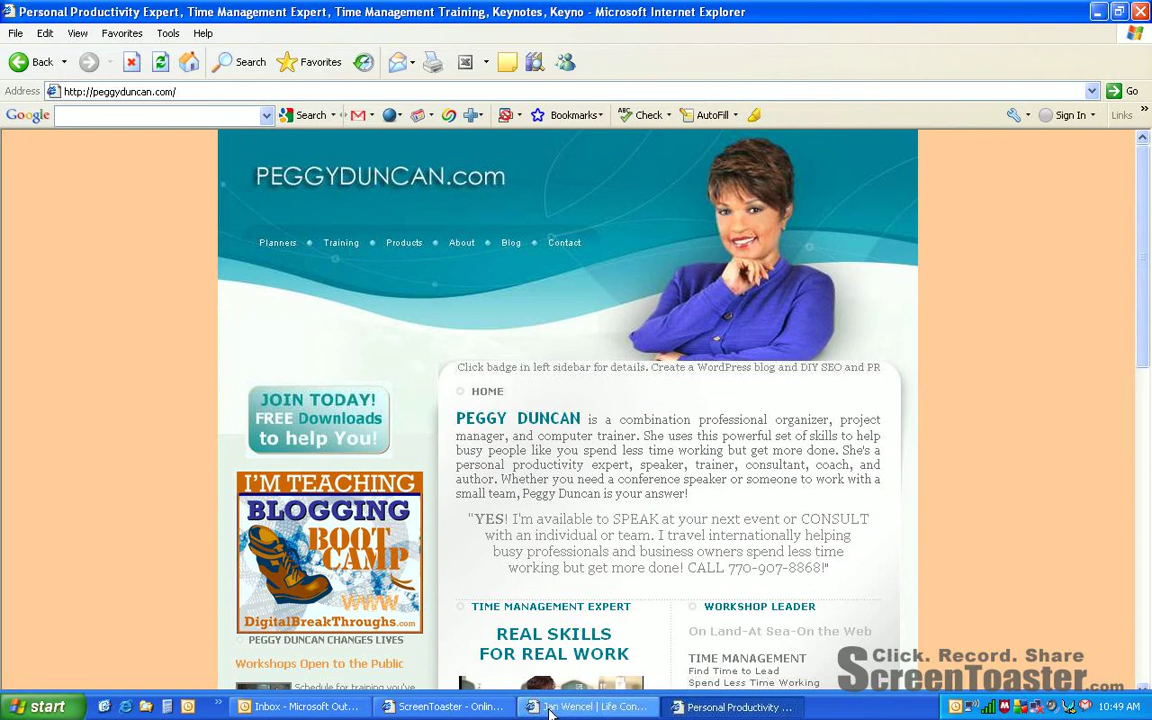 Personal Productivity Expert, Time Management Expert, Time Management Training, Keynotes, Keyno - Microsoft Internet Explorer
File Edit View Favorites Tools Help
Back Search Favorites
Address http://peggyduncan.com/ Go
Google Search Bookmarks Check AutoFill Sign In Links
PEGGYDUNCAN.com
Planners Training Products About Blog Contact
Click badge in left sidebar for details. Create a WordPress blog and DIY SEO and PR
HOME
JOIN TODAY!
FREE Downloads
to help You!
PEGGY DUNCAN is a combination professional organizer, project
manager, and computer trainer. She uses this powerful set of skills to help
busy people like you spend less time working but get more done. She's a
personal productivity expert, speaker, trainer, consultant, coach, and
author. Whether you need a conference speaker or someone to work with a
small team, Peggy Duncan is your answer!
"YES! I'm available to SPEAK at your next event or CONSULT
with an individual or team. I travel internationally helping
busy professionals and business owners spend less time
working but get more done! CALL 770-907-8868!"
I'M TEACHING
BLOGGING
BOOT
CAMP
WWW
DigitalBreakThroughs.com
PEGGY DUNCAN CHANGES LIVES
Workshops Open to the Public
Schedule for training you've
TIME MANAGEMENT EXPERT
REAL SKILLS
FOR REAL WORK
WORKSHOP LEADER
On Land-At Sea-On the Web
TIME MANAGEMENT
Find Time to Lead
Spend Less Time Working
Click. Record. Share
ScreenToaster.com
start Inbox - Microsoft Out... ScreenToaster - Onlin... Jan Wencel | Life Con... Personal Productivity ... 10:49 AM